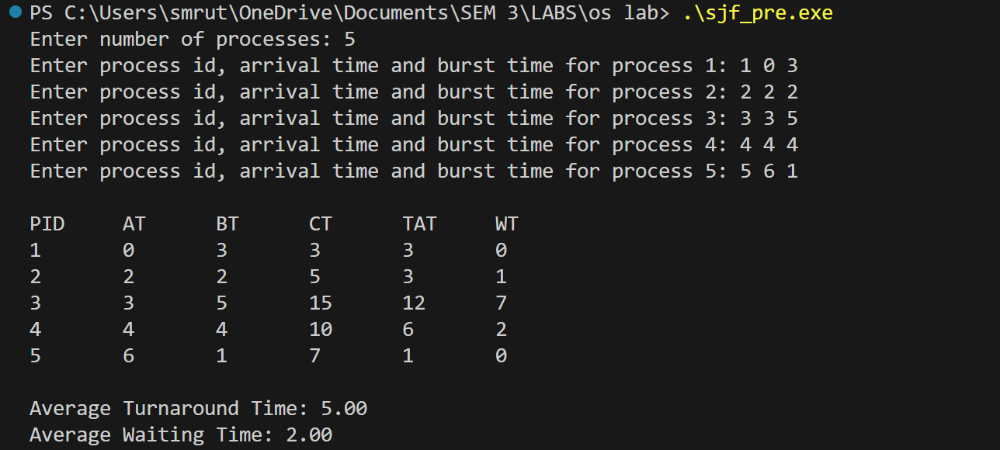 PS C:\Users\smrut\OneDrive\Documents\SEM 3\LABS\os lab> .\sjf_pre.exe
Enter number of processes: 5
Enter process id, arrival time and burst time for process 1: 1 0 3
Enter process id, arrival time and burst time for process 2: 2 2 2
Enter process id, arrival time and burst time for process 3: 3 3 5
Enter process id, arrival time and burst time for process 4: 4 4 4
Enter process id, arrival time and burst time for process 5: 5 6 1

PID     AT      BT      CT      TAT     WT
1       0       3       3       3       0
2       2       2       5       3       1
3       3       5       15      12      7
4       4       4       10      6       2
5       6       1       7       1       0

Average Turnaround Time: 5.00
Average Waiting Time: 2.00